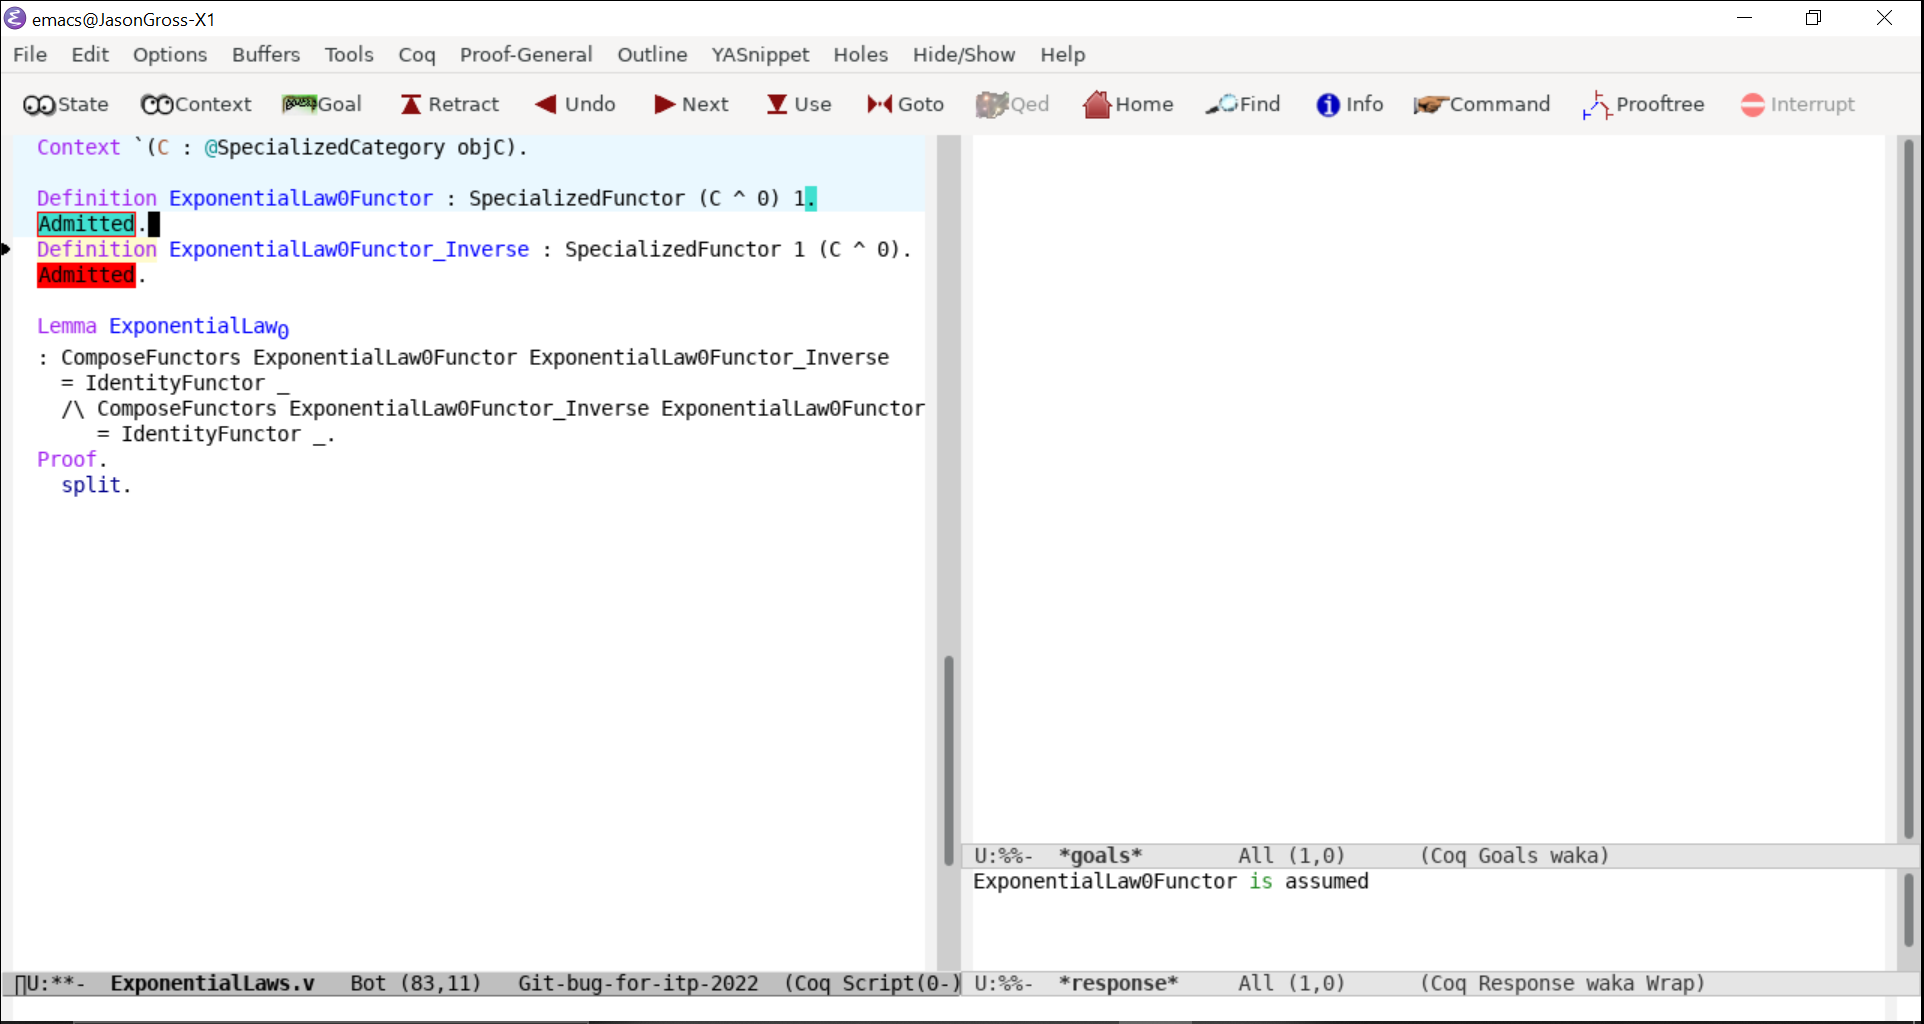 emacs@JasonGross-X1
File Edit Options Buffers Tools Coq Proof-General Outline YASnippet Holes Hide/Show Help
State Context Goal Retract Undo Next Use Goto Qed Home Find Info Command Prooftree Interrupt
Context `(C : @SpecializedCategory objC).
Definition ExponentialLaw0Functor : SpecializedFunctor (C ^ 0) 1.
Admitted.
Definition ExponentialLaw0Functor_Inverse : SpecializedFunctor 1 (C ^ 0).
Admitted.
Lemma ExponentialLaw₀
: ComposeFunctors ExponentialLaw0Functor ExponentialLaw0Functor_Inverse
= IdentityFunctor _
/\ ComposeFunctors ExponentialLaw0Functor_Inverse ExponentialLaw0Functor
= IdentityFunctor _.
Proof.
split.
U:**- ExponentialLaws.v Bot (83,11) Git-bug-for-itp-2022 (Coq Script(0-)
U:%%- *goals* All (1,0) (Coq Goals waka)
ExponentialLaw0Functor is assumed
U:%%- *response* All (1,0) (Coq Response waka Wrap)